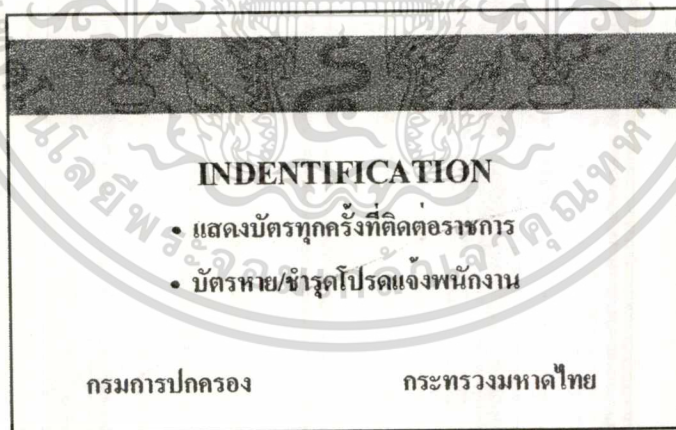 INDENTIFICATION
• แสดงบัตรทุกครั้งที่ติดต่อราชการ
• บัตรหาย/ชำรุดโปรดแจ้งพนักงาน
กรมการปกครอง กระทรวงมหาดไทย